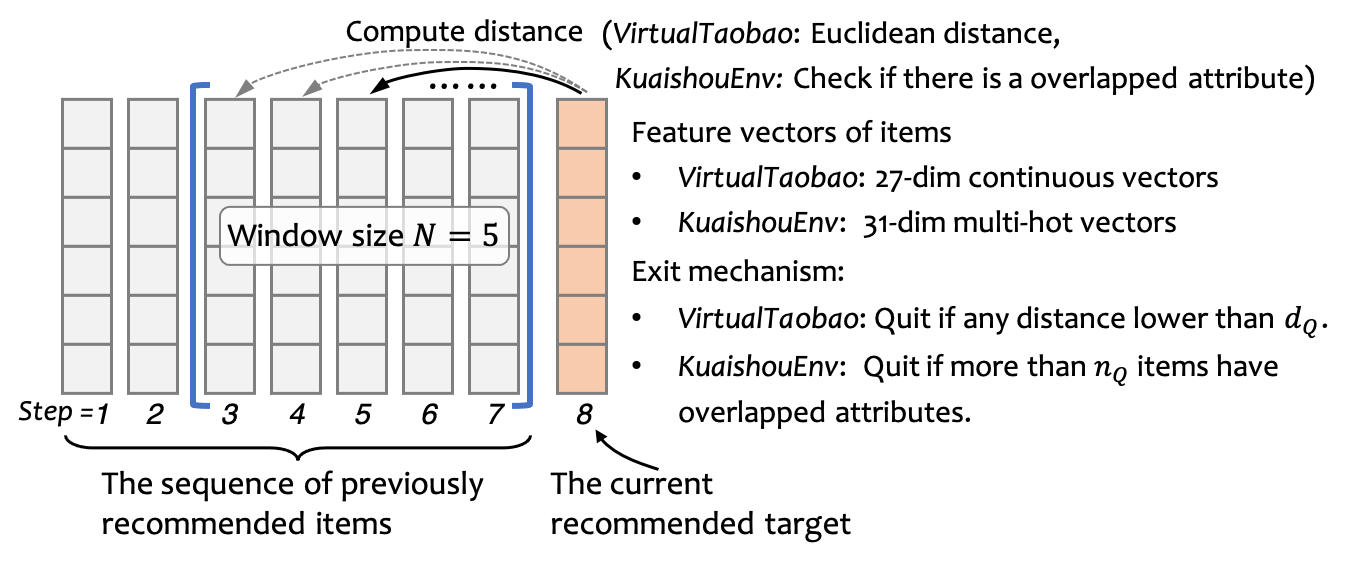 Compute distance (VirtualTaobao: Euclidean distance,
KuaishouEnv: Check if there is a overlapped attribute)
......
Feature vectors of items
• VirtualTaobao: 27-dim continuous vectors
• KuaishouEnv: 31-dim multi-hot vectors
Window size N = 5
Exit mechanism:
• VirtualTaobao: Quit if any distance lower than d_Q.
• KuaishouEnv: Quit if more than n_Q items have
overlapped attributes.
Step =1 2 3 4 5 6 7 8
The sequence of previously
recommended items
The current
recommended target